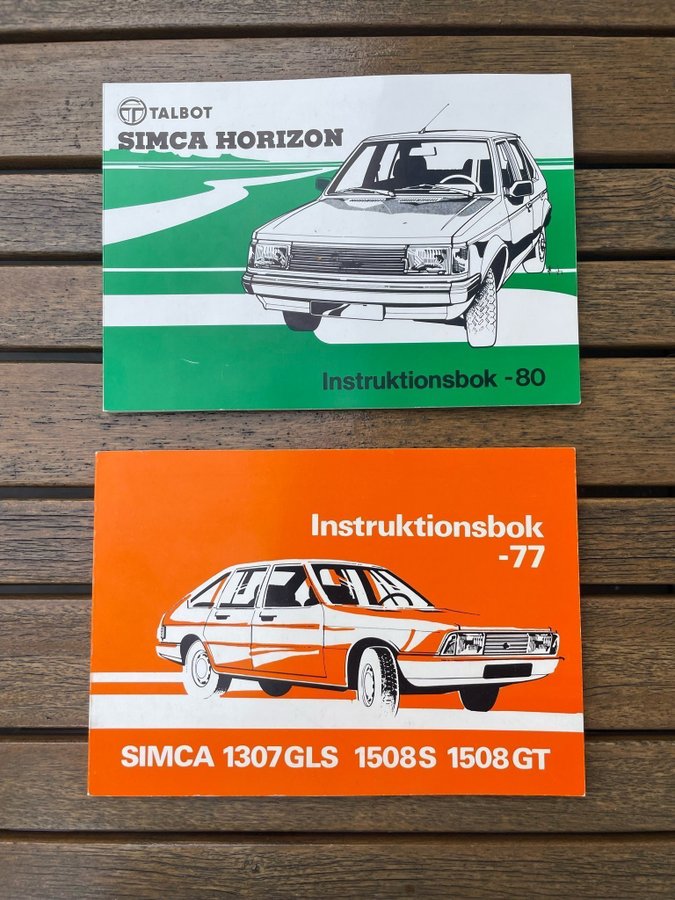 TALBOT
SIMCA HORIZON
Instruktionsbok -80
Instruktionsbok
-77
SIMCA 1307GLS 1508S 1508GT